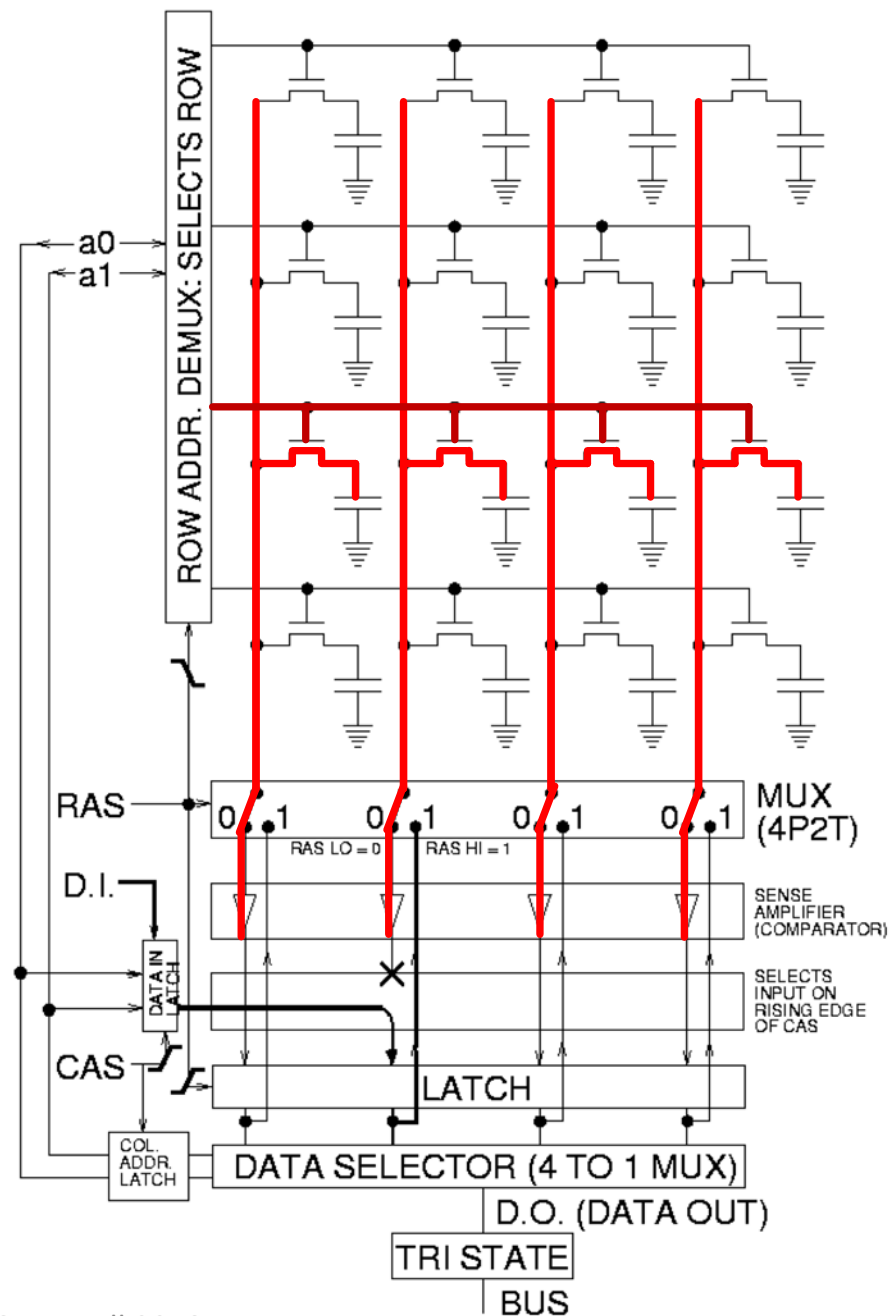 ROW ADDR. DEMUX: SELECTS ROW
a0
a1
RAS
0 1
0 1
0 1
0 1
MUX
(4P2T)
RAS LO = 0
RAS HI = 1
D.I.
SENSE
AMPLIFIER
(COMPARATOR)
DATA IN
LATCH
SELECTS
INPUT ON
RISING EDGE
OF CAS
CAS
LATCH
COL.
ADDR.
LATCH
DATA SELECTOR (4 TO 1 MUX)
D.O. (DATA OUT)
TRI STATE
BUS